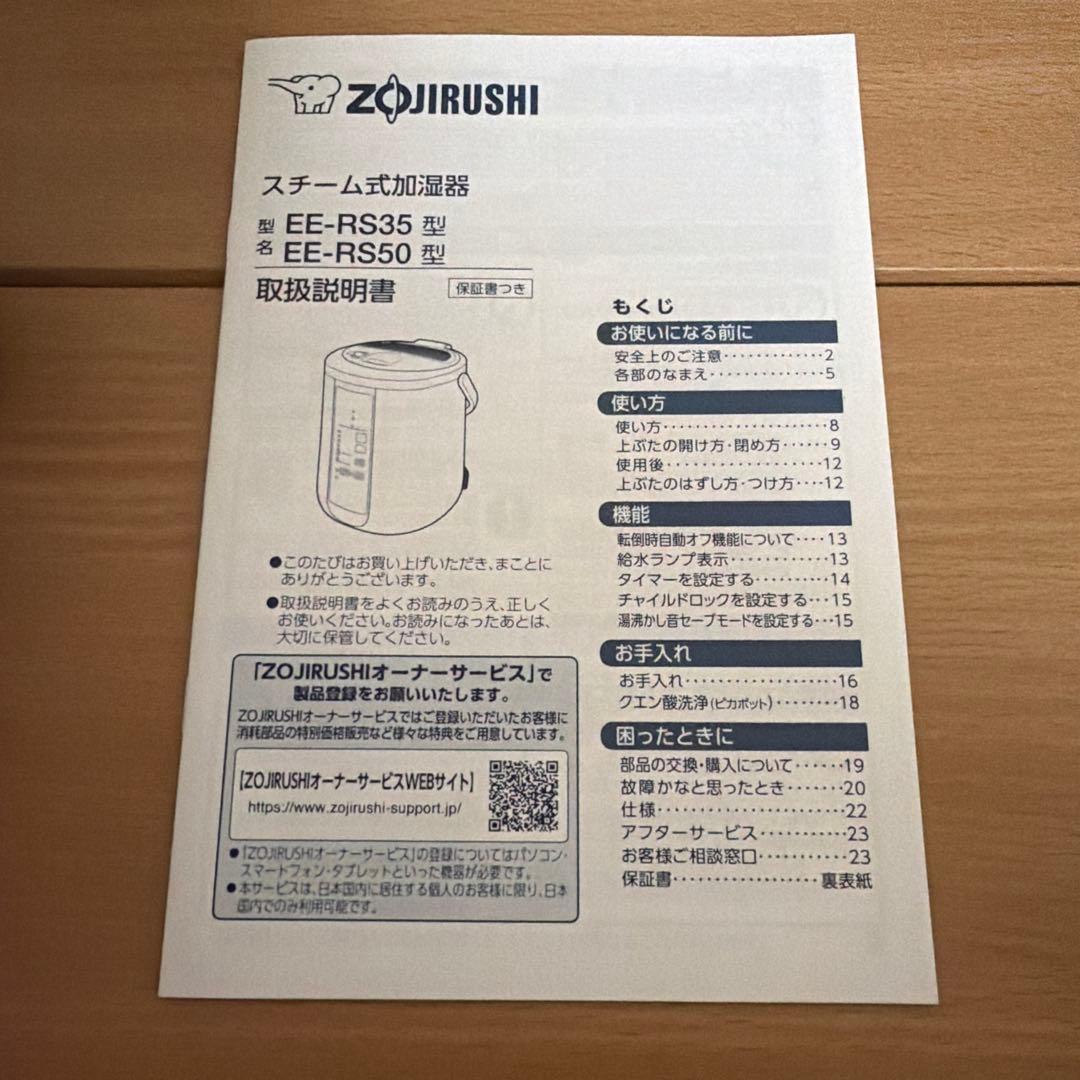 ZOJIRUSHI
スチーム式加湿器
型名 EE-RS35 型
EE-RS50 型
取扱説明書 保証書つき
●このたびはお買い上げいただき、まことに
ありがとうございます。
●取扱説明書をよくお読みのうえ、正しく
お使いください。お読みになったあとは、
大切に保管してください。
「ZOJIRUSHIオーナーサービス」で
製品登録をお願いいたします。
ZOJIRUSHIオーナーサービスではご登録いただいたお客様に
消耗部品の特別価格販売など様々な特典をご用意しています。
【ZOJIRUSHIオーナーサービスWEBサイト】
https://www.zojirushi-support.jp/
●「ZOJIRUSHIオーナーサービス」の登録についてはパソコン・
スマートフォン・タブレットといった機器が必要です。
●本サービスは、日本国内に居住する個人のお客様に限り、日本
国内でのみ利用可能です。
もくじ
お使いになる前に
安全上のご注意・・・・・・・・・・・・・2
各部のなまえ・・・・・・・・・・・・・・・5
使い方
使い方・・・・・・・・・・・・・・・・・・・・・8
上ぶたの開け方・閉め方・・・・・・9
使用後・・・・・・・・・・・・・・・・・・・12
上ぶたのはずし方・つけ方・・・・12
機能
転倒時自動オフ機能について・・・・13
給水ランプ表示・・・・・・・・・・・・13
タイマーを設定する・・・・・・・・・・14
チャイルドロックを設定する・・・15
湯沸かし音セーブモードを設定する・・・15
お手入れ
お手入れ・・・・・・・・・・・・・・・・・・16
クエン酸洗浄(ピカポット)・・・・・・・・18
困ったときに
部品の交換・購入について・・・・・・19
故障かなと思ったとき・・・・・・・20
仕様・・・・・・・・・・・・・・・・・・・・・22
アフターサービス・・・・・・・・・・・23
お客様ご相談窓口・・・・・・・・・・・23
保証書・・・・・・・・・・・・・・・・・裏表紙